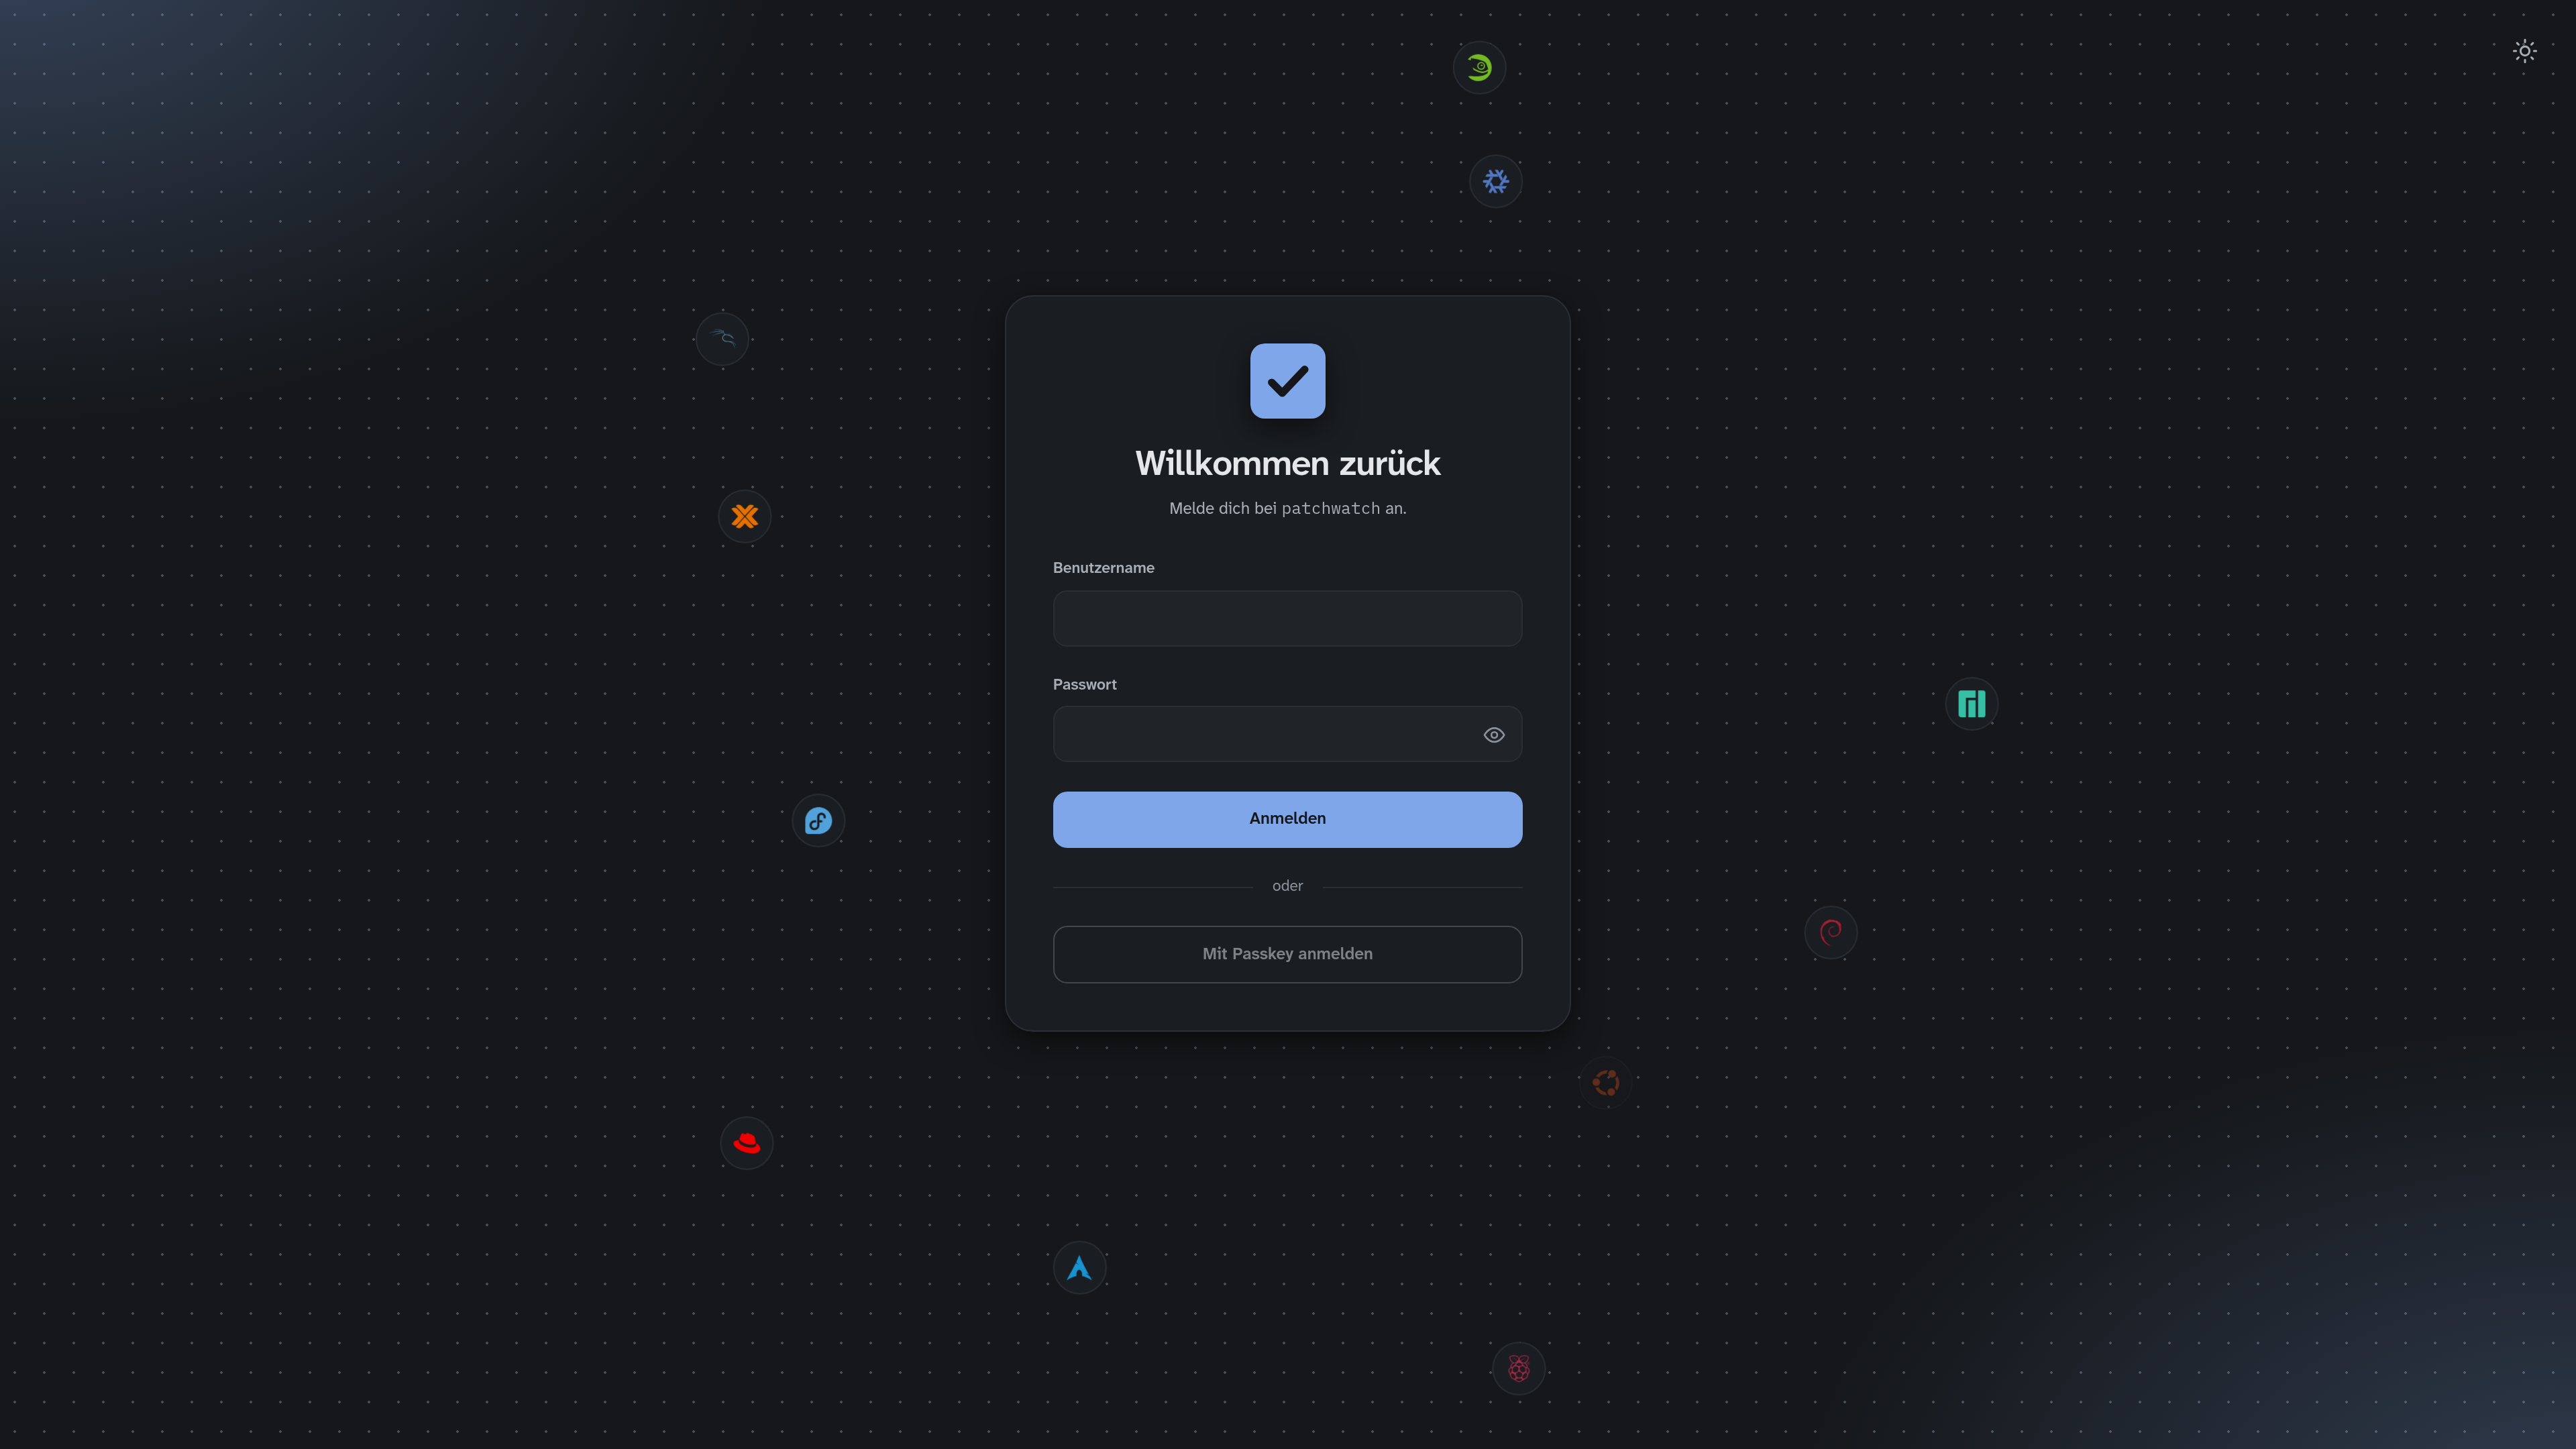 Willkommen zurück
Melde dich bei patchwatch an.
Benutzername
Passwort
Anmelden
oder
Mit Passkey anmelden